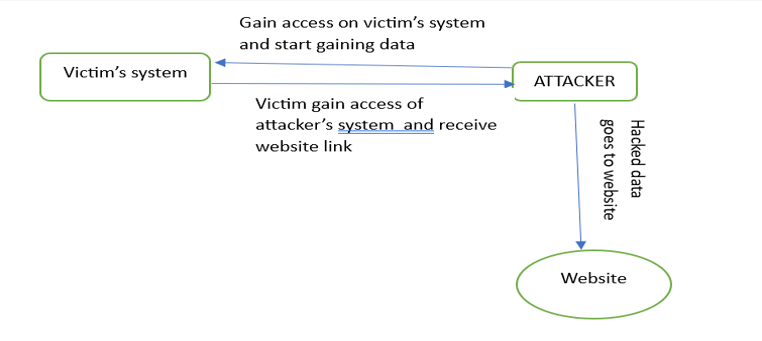 Gain access on victim's system
and start gaining data
Victim's system
ATTACKER
Victim gain access of
attacker's system and receive
website link
Hacked data
goes to website
Website